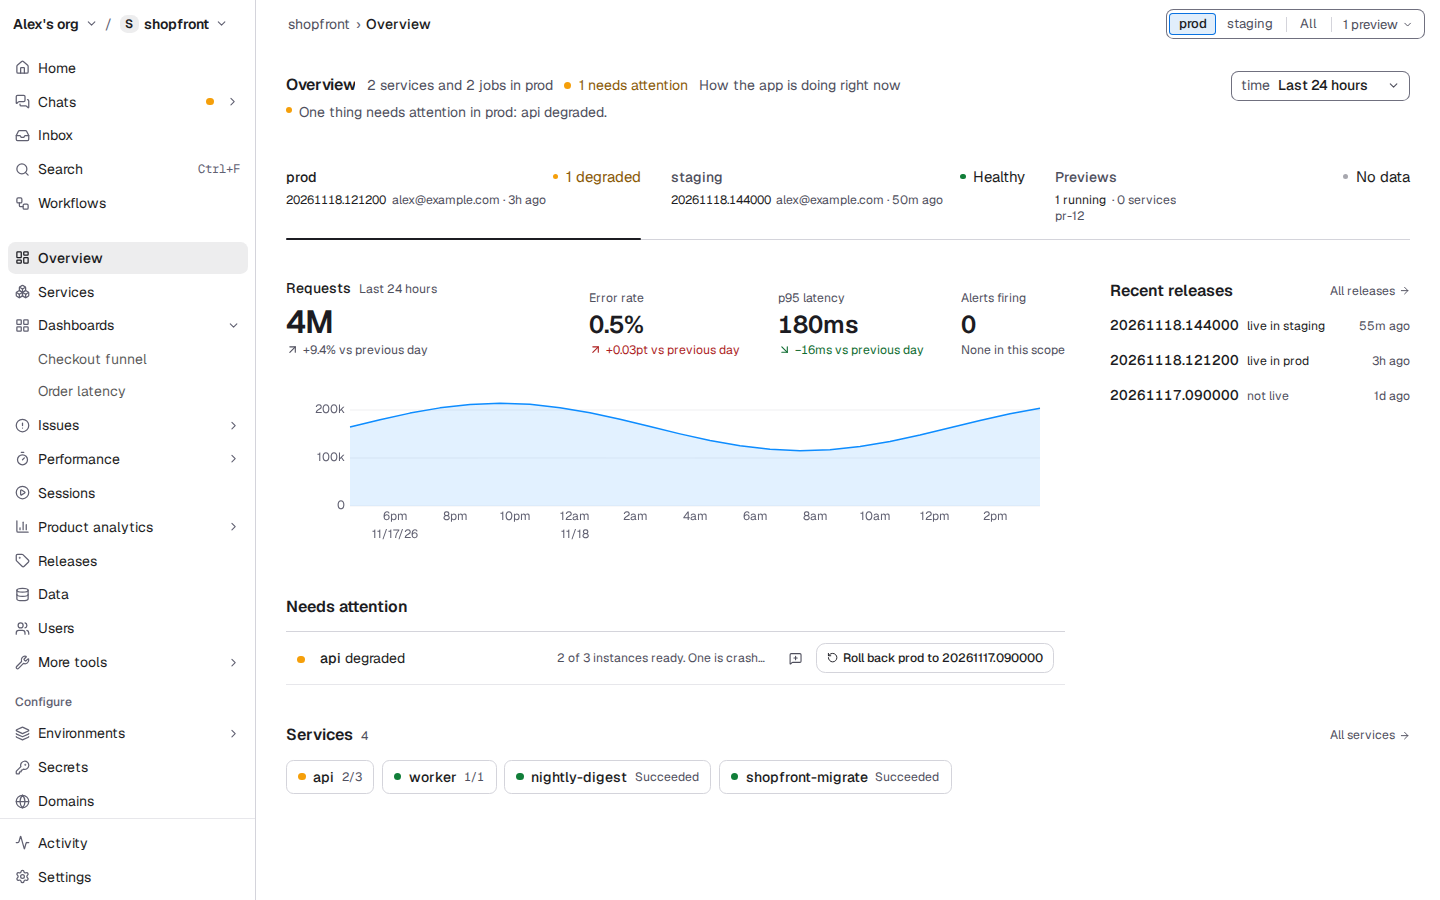 Alex's org / S shopfront
Home
Chats
Inbox
Search Ctrl+F
Workflows
Overview
Services
Dashboards
Checkout funnel
Order latency
Issues
Performance
Sessions
Product analytics
Releases
Data
Users
More tools
Configure
Environments
Secrets
Domains
Activity
Settings
shopfront › Overview
prod staging All 1 preview
Overview 2 services and 2 jobs in prod 1 needs attention How the app is doing right now
time Last 24 hours
One thing needs attention in prod: api degraded.
prod 1 degraded
20261118.121200 alex@example.com · 3h ago
staging Healthy
20261118.144000 alex@example.com · 50m ago
Previews No data
1 running · 0 services
pr-12
Requests Last 24 hours
4M
+9.4% vs previous day
Error rate
0.5%
+0.03pt vs previous day
p95 latency
180ms
−16ms vs previous day
Alerts firing
0
None in this scope
200k
100k
0
6pm 8pm 10pm 12am 2am 4am 6am 8am 10am 12pm 2pm
11/17/26 11/18
Recent releases All releases →
20261118.144000 live in staging 55m ago
20261118.121200 live in prod 3h ago
20261117.090000 not live 1d ago
Needs attention
api degraded 2 of 3 instances ready. One is crash… Roll back prod to 20261117.090000
Services 4 All services →
api 2/3 worker 1/1 nightly-digest Succeeded shopfront-migrate Succeeded